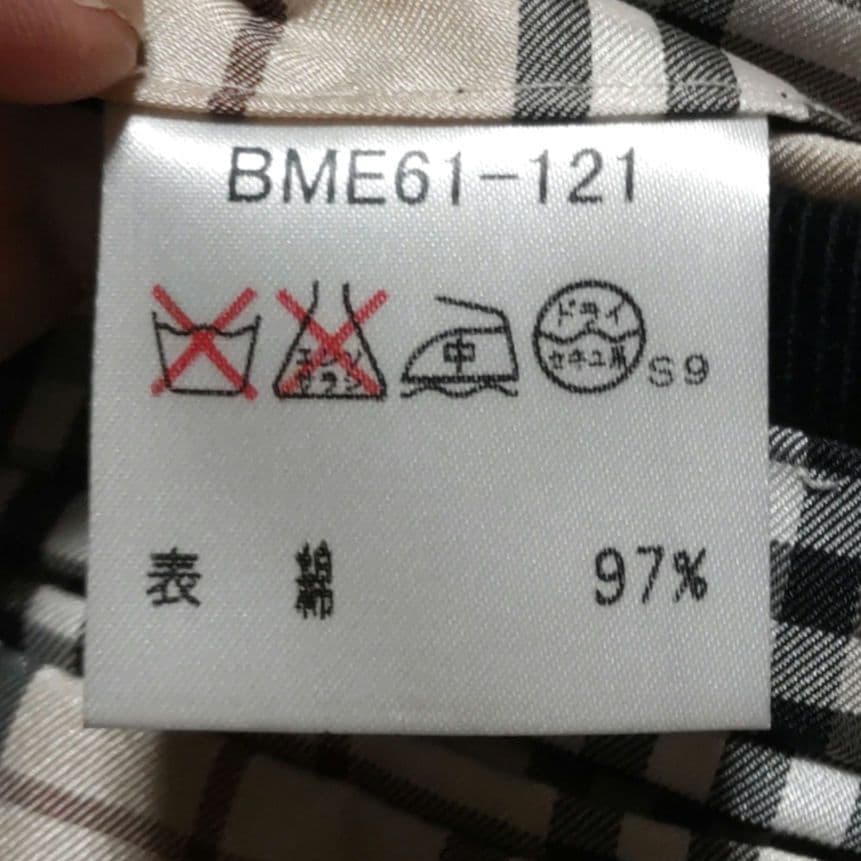 BME61-121
エンソ
サラシ
中
ドライ
セキユ系
S9
表 綿 97%